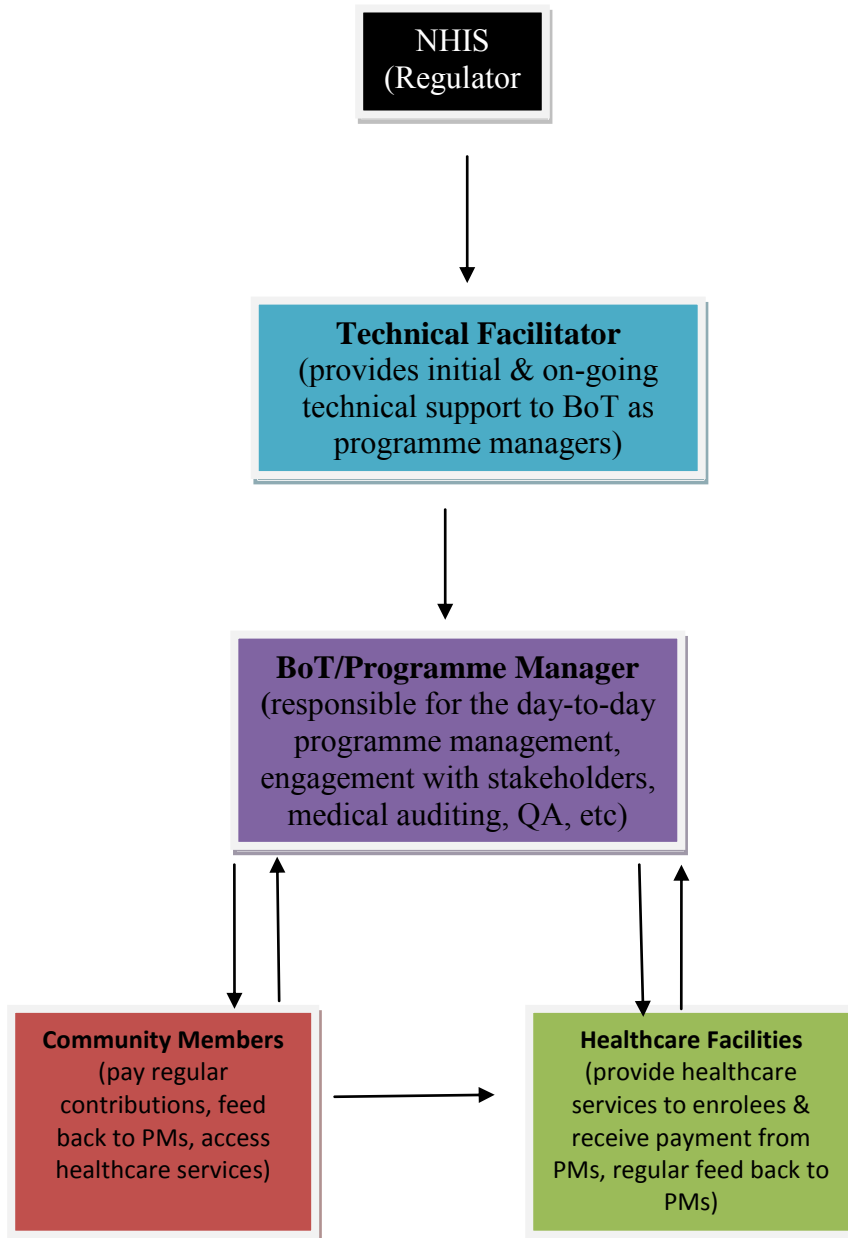 NHIS
(Regulator
Technical Facilitator
(provides initial & on-going
technical support to BoT as
programme managers)
BoT/Programme Manager
(responsible for the day-to-day
programme management,
engagement with stakeholders,
medical auditing, QA, etc)
Community Members
(pay regular
contributions, feed
back to PMs, access
healthcare services)
Healthcare Facilities
(provide healthcare
services to enrolees &
receive payment from
PMs, regular feed back to
PMs)